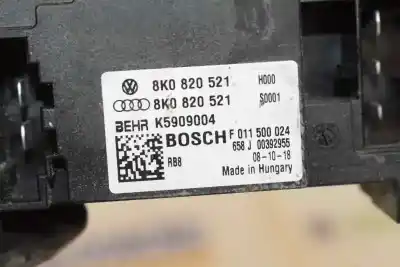 8K0 820 521 H000
8K0 820 521 S0001
BEHR K5909004
BOSCH F 011 500 024
658 J 00392955
RBB 08-10-18
Made in Hungary